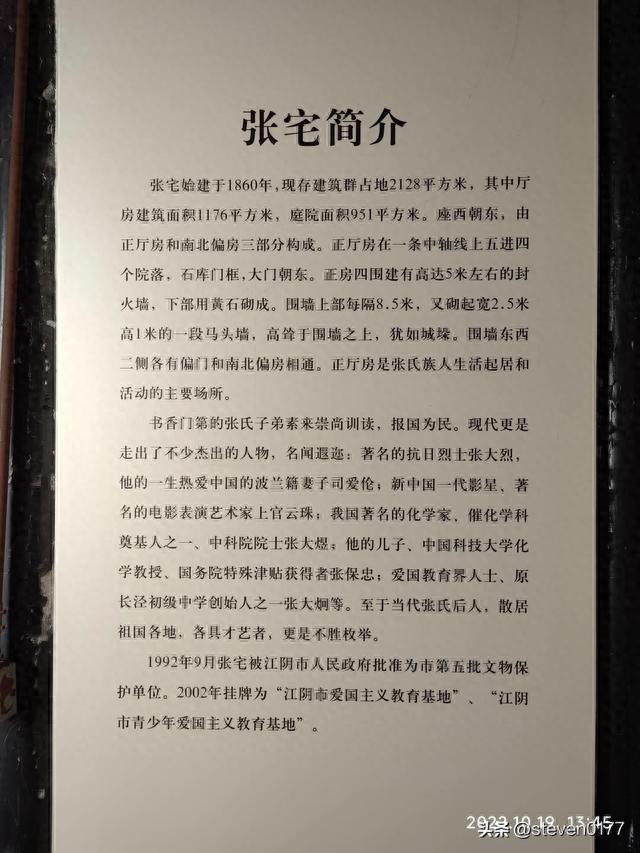 张宅简介
张宅始建于1860年,现存建筑群占地2128平方米，其中厅
房建筑面积1176平方米，庭院面积951平方米。座西朝东，由
正厅房和南北偏房三部分构成。正厅房在一条中轴线上五进四
个院落，石库门框,大门朝东。正房四围建有高达5米左右的封
火墙，下部用黄石砌成。围墙上部每隔8.5米，又砌起宽2.5米
高1米的一段马头墙，高耸于围墙之上，犹如城垛。围墙东西
二侧各有偏门和南北偏房相通。正厅房是张氏族人生活起居和
活动的主要场所。
书香门第的张氏子弟素来崇尚训读，报国为民。现代更是
走出了不少杰出的人物，名闻遐迩：著名的抗日烈士张大烈，
他的一生热爱中国的波兰籍妻子司爱伦；新中国一代影星、著
名的电影表演艺术家上官云珠；我国著名的化学家、催化学科
奠基人之一、中科院院士张大煜；他的儿子、中国科技大学化
学教授、国务院特殊津贴获得者张保忠；爱国教育界人士、原
长泾初级中学创始人之一张大炯等。至于当代张氏后人，散居
祖国各地，各具才艺者，更是不胜枚举。
1992年9月张宅被江阴市人民政府批准为市第五批文物保
护单位。2002年挂牌为“江阴市爱国主义教育基地”、“江阴
市青少年爱国主义教育基地”。
13:45
头条 @steven0177